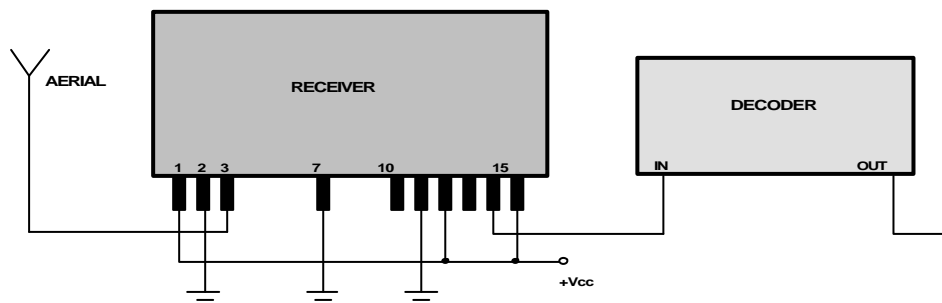 AERIAL
RECEIVER
DECODER
1 2 3 7 10 15
IN OUT
+Vcc